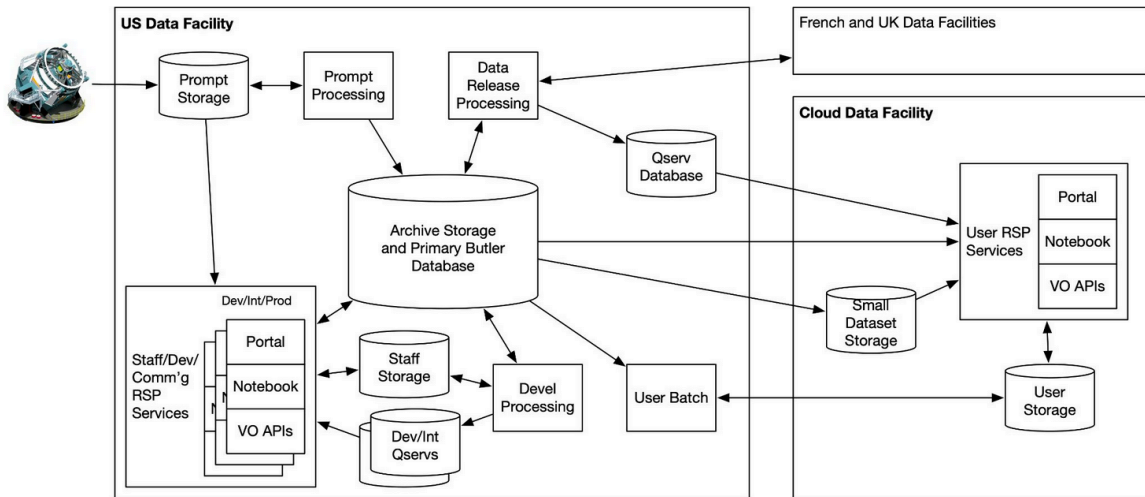 US Data Facility
French and UK Data Facilities
Prompt
Storage
Prompt
Processing
Data
Release
Processing
Cloud Data Facility
Qserv
Database
Archive Storage
and Primary Butler
Database
User RSP
Services
Portal
Notebook
VO APIs
Small
Dataset
Storage
Dev/Int/Prod
Staff/Dev/
Comm'g
RSP
Services
Portal
Notebook
VO APIs
Staff
Storage
Devel
Processing
User Batch
User
Storage
Dev/Int
Qservs